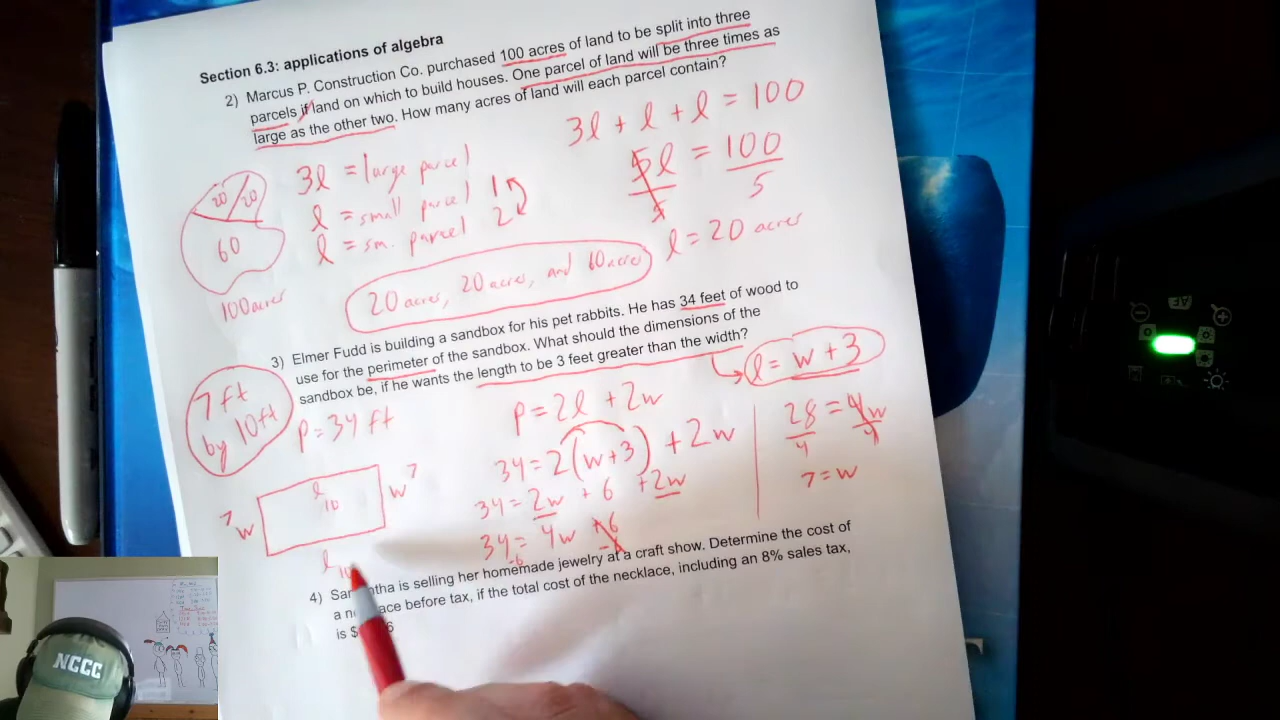 Section 6.3: applications of algebra
2) Marcus P. Construction Co. purchased 100 acres of land to be split into three
parcels if land on which to build houses. One parcel of land will be three times as
large as the other two. How many acres of land will each parcel contain?
3l + l + l = 100
3l = large parcel
5l = 100
5 5
l = small parcel 1
l = sm. parcel 2
l = 20 acres
20/20
60
100 acres
20 acres, 20 acres, and 60 acres
3) Elmer Fudd is building a sandbox for his pet rabbits. He has 34 feet of wood to
use for the perimeter of the sandbox. What should the dimensions of the
sandbox be, if he wants the length to be 3 feet greater than the width?
l = w + 3
7ft
by 10ft
p = 34 ft
p = 2l + 2w
34 = 2(w+3) + 2w
34 = 2w + 6 + 2w
34 = 4w + 6
-6 -6
28 = 4w
4 4
7 = w
l
10
w 7
7 w
l
10
4) is selling her homemade jewelry at a craft show. Determine the cost of
a before tax, if the total cost of the necklace, including an 8% sales tax,
is $
NCCC